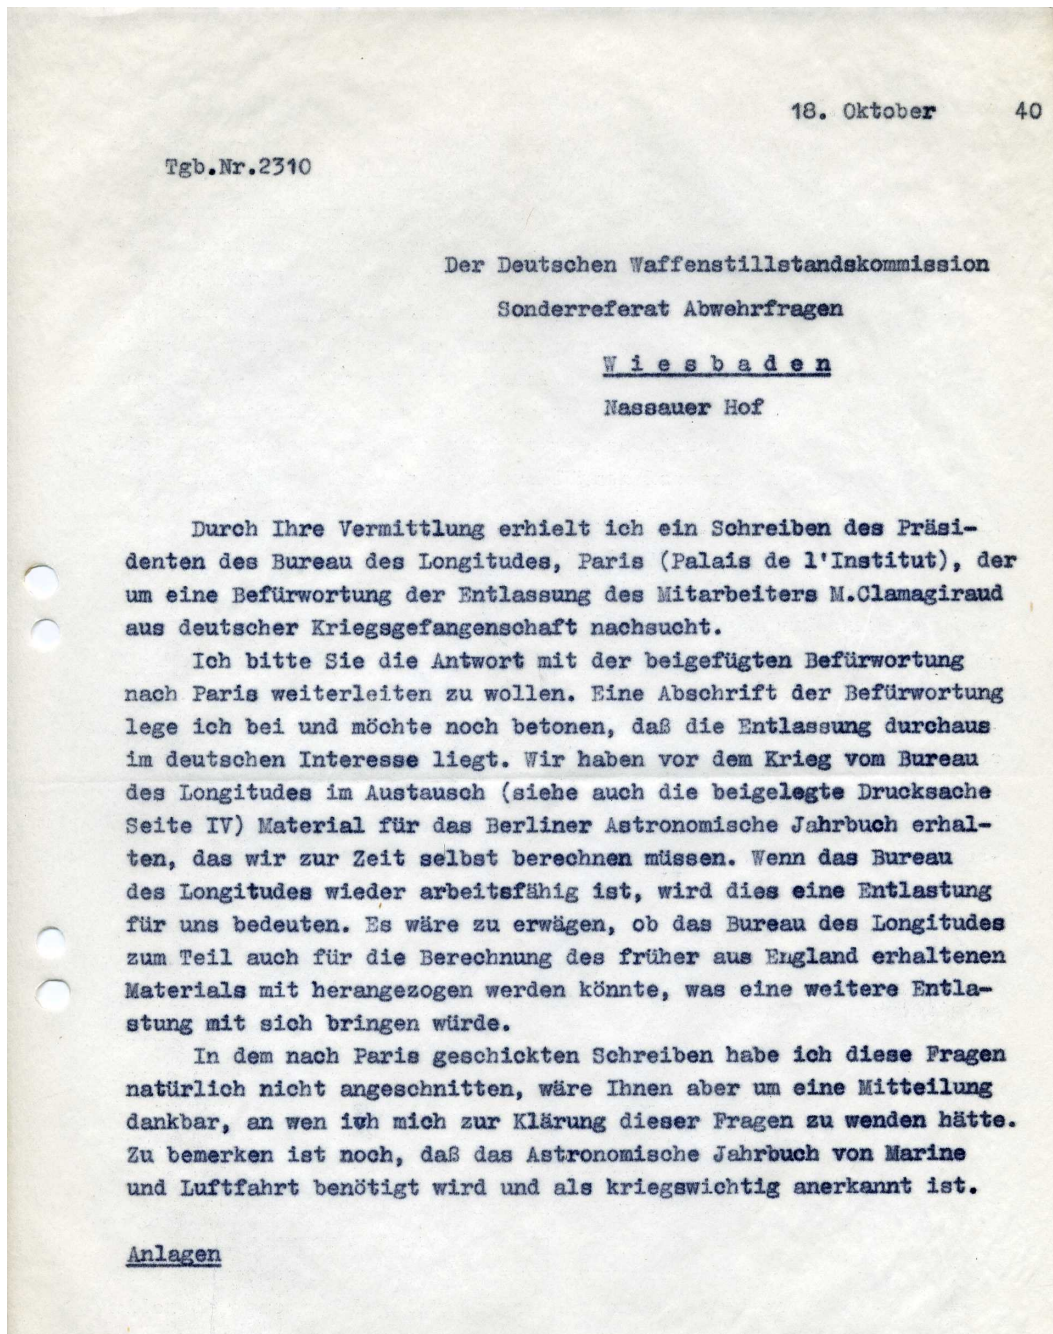 18. Oktober 40
Tgb.Nr.2310
Der Deutschen Waffenstillstandskommission
Sonderreferat Abwehrfragen
W i e s b a d e n
Nassauer Hof
Durch Ihre Vermittlung erhielt ich ein Schreiben des Präsi-
denten des Bureau des Longitudes, Paris (Palais de l'Institut), der
um eine Befürwortung der Entlassung des Mitarbeiters M.Clamagiraud
aus deutscher Kriegsgefangenschaft nachsucht.
Ich bitte Sie die Antwort mit der beigefügten Befürwortung
nach Paris weiterleiten zu wollen. Eine Abschrift der Befürwortung
lege ich bei und möchte noch betonen, daß die Entlassung durchaus
im deutschen Interesse liegt. Wir haben vor dem Krieg vom Bureau
des Longitudes im Austausch (siehe auch die beigelegte Drucksache
Seite IV) Material für das Berliner Astronomische Jahrbuch erhal-
ten, das wir zur Zeit selbst berechnen müssen. Wenn das Bureau
des Longitudes wieder arbeitsfähig ist, wird dies eine Entlastung
für uns bedeuten. Es wäre zu erwägen, ob das Bureau des Longitudes
zum Teil auch für die Berechnung des früher aus England erhaltenen
Materials mit herangezogen werden könnte, was eine weitere Entla-
stung mit sich bringen würde.
In dem nach Paris geschickten Schreiben habe ich diese Fragen
natürlich nicht angeschnitten, wäre Ihnen aber um eine Mitteilung
dankbar, an wen ich mich zur Klärung dieser Fragen zu wenden hätte.
Zu bemerken ist noch, daß das Astronomische Jahrbuch von Marine
und Luftfahrt benötigt wird und als kriegswichtig anerkannt ist.
Anlagen